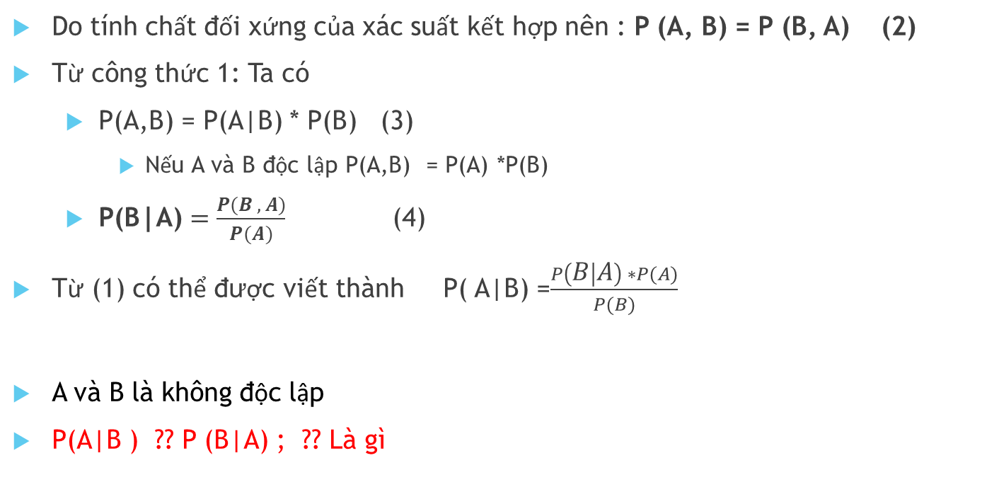 Do tính chất đối xứng của xác suất kết hợp nên : P (A, B) = P (B, A) (2)
Từ công thức 1: Ta có
P(A,B) = P(A|B) * P(B) (3)
Nếu A và B độc lập P(A,B) = P(A) *P(B)
P(B|A) = P(B , A) / P(A) (4)
Từ (1) có thể được viết thành P( A|B) = P(B|A) *P(A) / P(B)
A và B là không độc lập
P(A|B ) ?? P (B|A) ; ?? Là gì